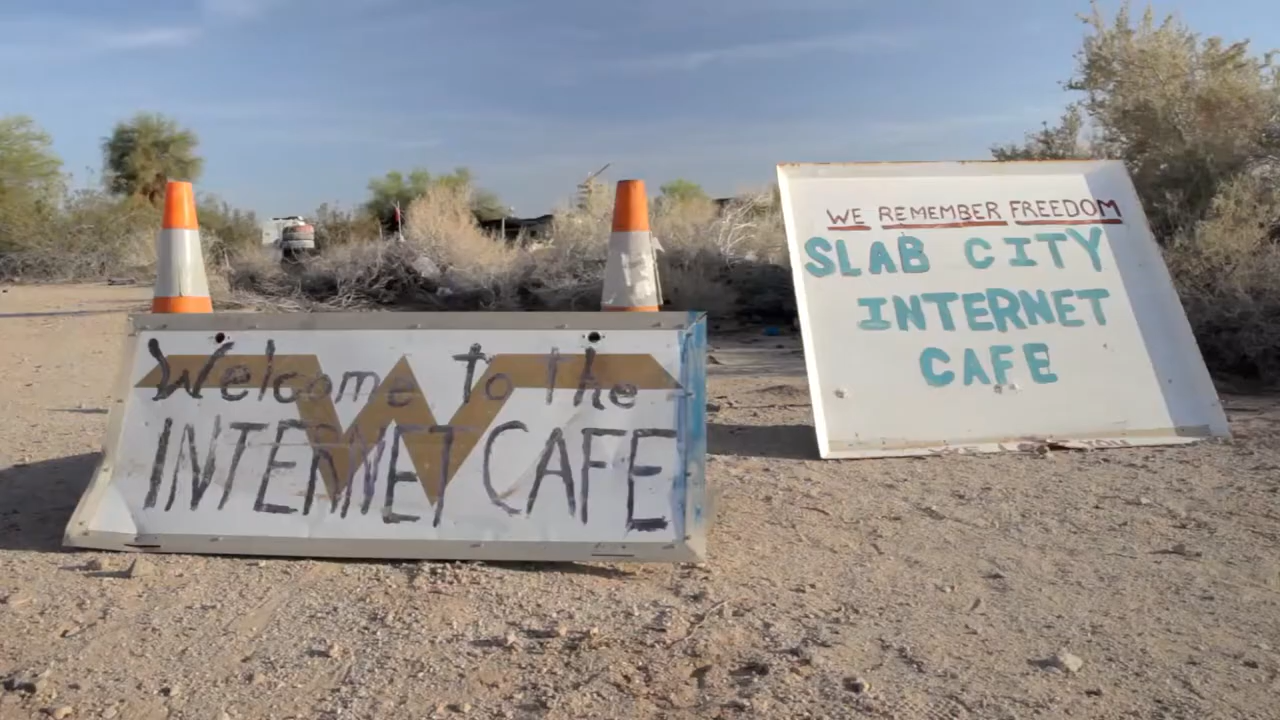 Welcome To the
INTERNET CAFE
WE REMEMBER FREEDOM
SLAB CITY
INTERNET
CAFE